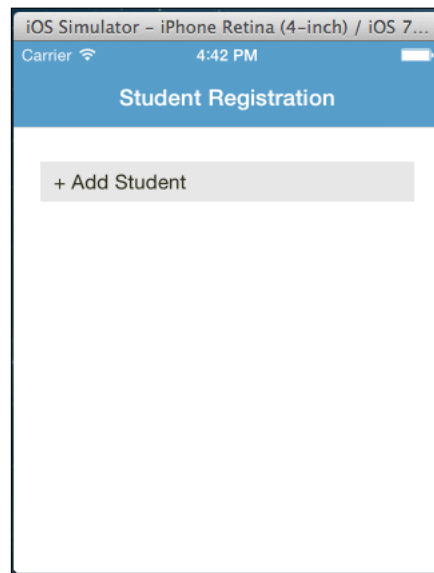 iOS Simulator – iPhone Retina (4-inch) / iOS 7...
Carrier 4:42 PM
Student Registration
+ Add Student